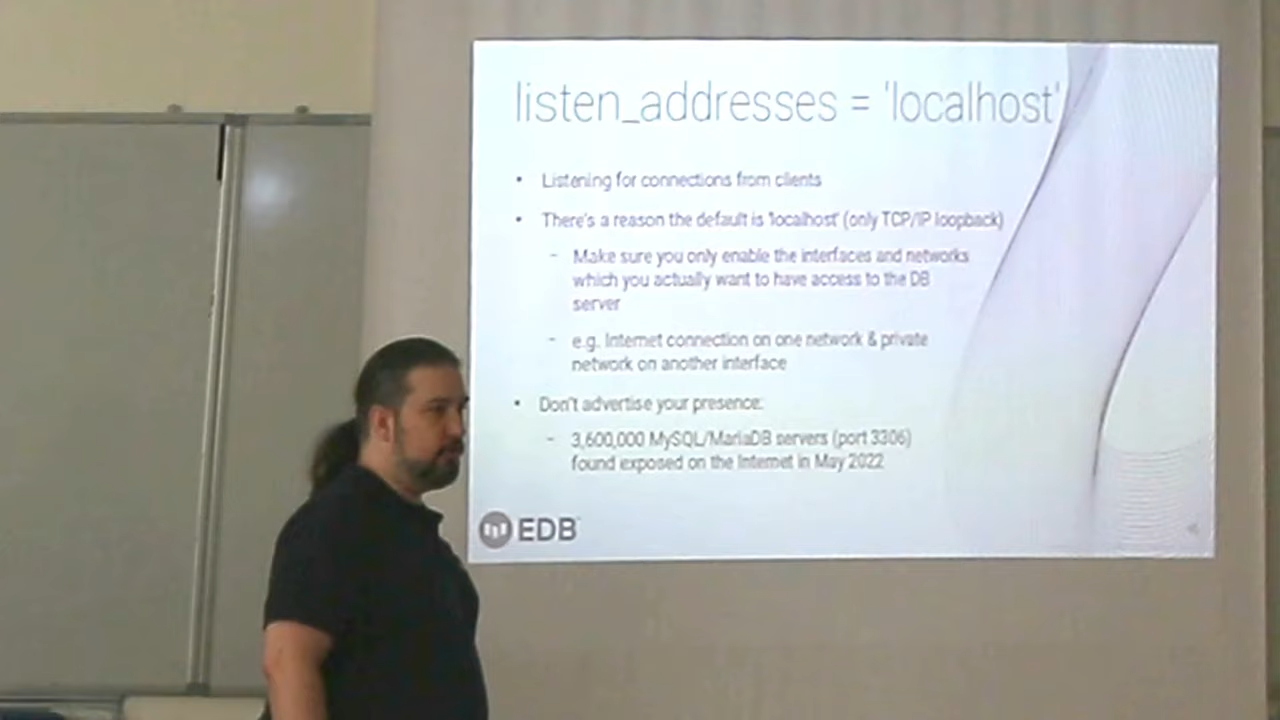 listen_addresses = 'localhost'
• Listening for connections from clients
• There's a reason the default is 'localhost' (only TCP/IP loopback)
- Make sure you only enable the interfaces and networks
which you actually want to have access to the DB
server
- e.g. Internet connection on one network & private
network on another interface
• Don't advertise your presence:
- 3,600,000 MySQL/MariaDB servers (port 3306)
found exposed on the Internet in May 2022
EDB